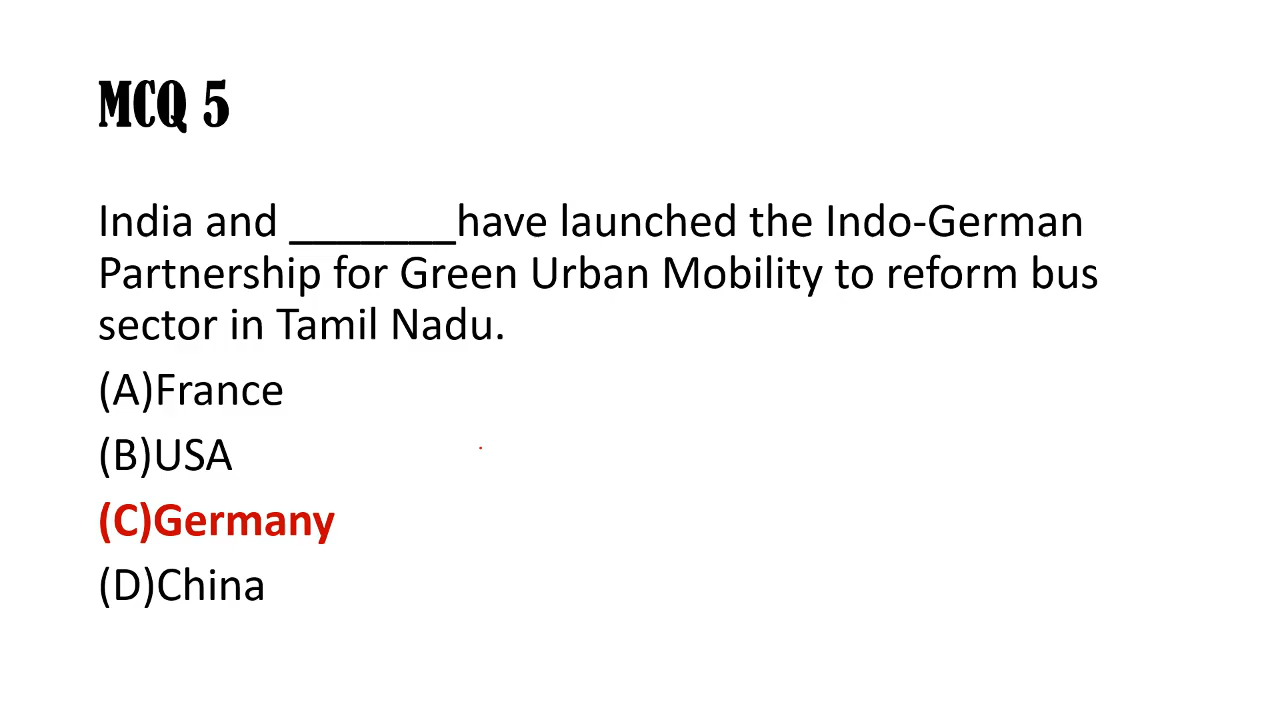 MCQ 5
India and _______have launched the Indo-German
Partnership for Green Urban Mobility to reform bus
sector in Tamil Nadu.
(A)France
(B)USA
(C)Germany
(D)China